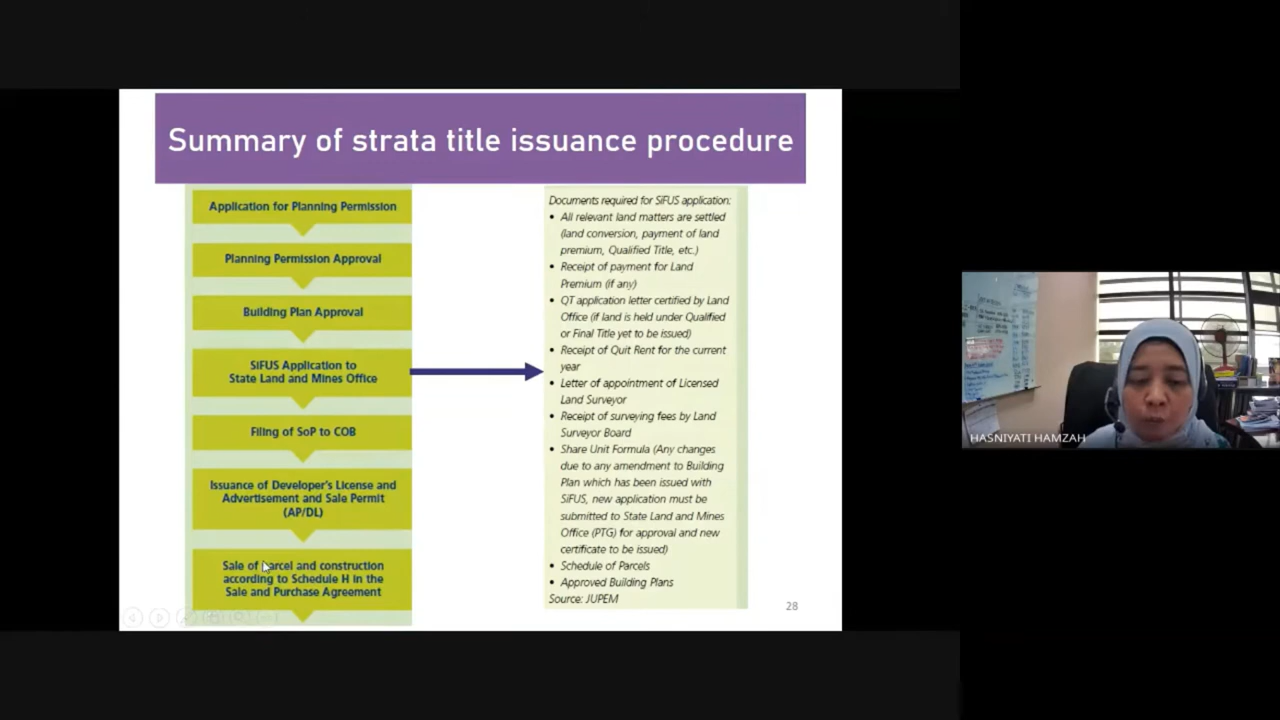 Summary of strata title issuance procedure
Application for Planning Permission
Planning Permission Approval
Building Plan Approval
SiFUS Application to
State Land and Mines Office
Filing of SoP to COB
Issuance of Developer's License and
Advertisement and Sale Permit
(AP/DL)
Sale of parcel and construction
according to Schedule H in the
Sale and Purchase Agreement
Documents required for SiFUS application:
• All relevant land matters are settled
(land conversion, payment of land
premium, Qualified Title, etc.)
• Receipt of payment for Land
Premium (if any)
• QT application letter certified by Land
Office (if land is held under Qualified
or Final Title yet to be issued)
• Receipt of Quit Rent for the current
year
• Letter of appointment of Licensed
Land Surveyor
• Receipt of surveying fees by Land
Surveyor Board
• Share Unit Formula (Any changes
due to any amendment to Building
Plan which has been issued with
SiFUS, new application must be
submitted to State Land and Mines
Office (PTG) for approval and new
certificate to be issued)
• Schedule of Parcels
• Approved Building Plans
Source: JUPEM
28
HASNIYATI HAMZAH